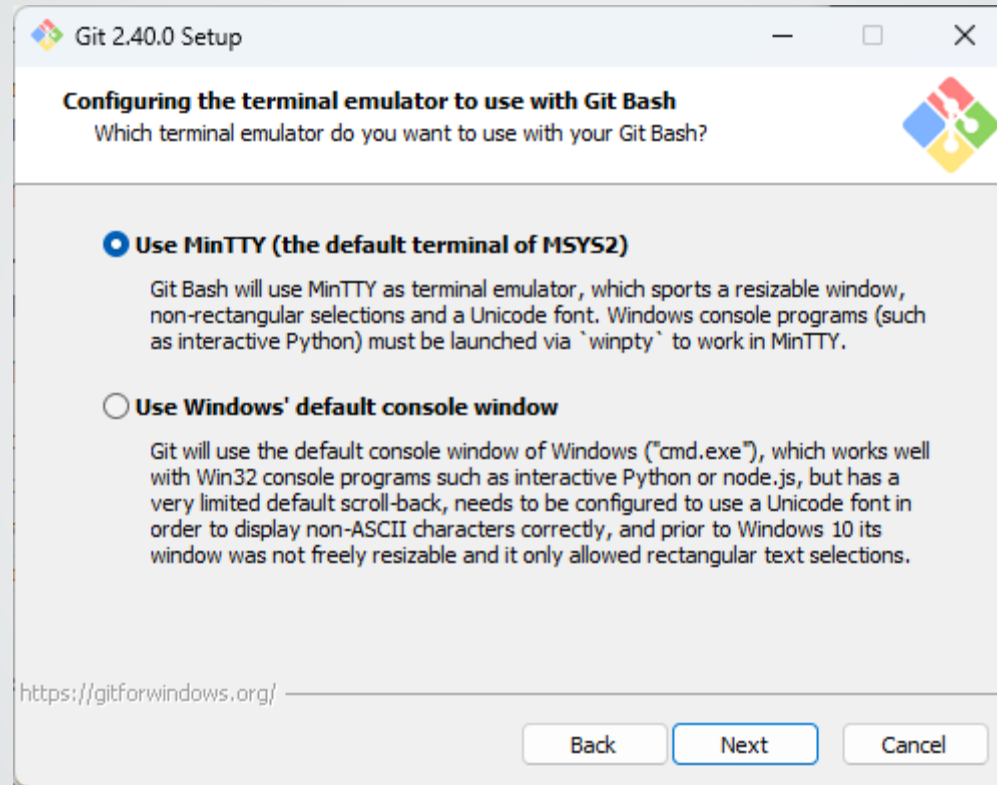 Git 2.40.0 Setup
Configuring the terminal emulator to use with Git Bash
Which terminal emulator do you want to use with your Git Bash?
Use MinTTY (the default terminal of MSYS2)
Git Bash will use MinTTY as terminal emulator, which sports a resizable window,
non-rectangular selections and a Unicode font. Windows console programs (such
as interactive Python) must be launched via `winpty` to work in MinTTY.
Use Windows' default console window
Git will use the default console window of Windows ("cmd.exe"), which works well
with Win32 console programs such as interactive Python or node.js, but has a
very limited default scroll-back, needs to be configured to use a Unicode font in
order to display non-ASCII characters correctly, and prior to Windows 10 its
window was not freely resizable and it only allowed rectangular text selections.
https://gitforwindows.org/
Back Next Cancel